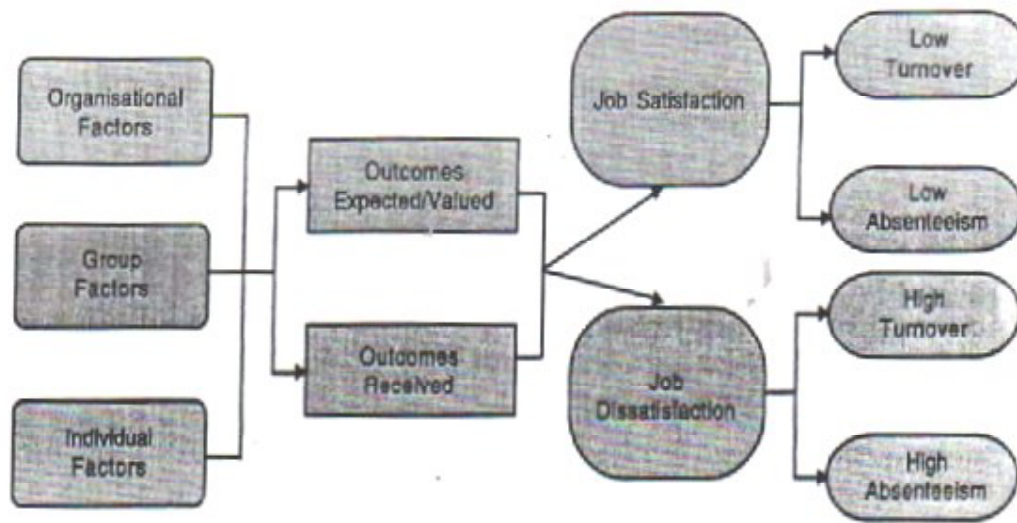 Organisational
Factors
Group
Factors
Individual
Factors
Outcomes
Expected/Valued
Outcomes
Received
Job Satisfaction
Job
Dissatisfaction
Low
Turnover
Low
Absenteeism
High
Turnover
High
Absenteeism